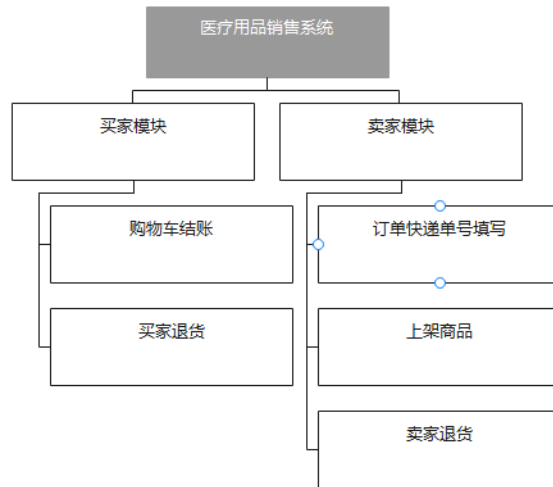 医疗用品销售系统
买家模块
卖家模块
购物车结账
订单快递单号填写
买家退货
上架商品
卖家退货